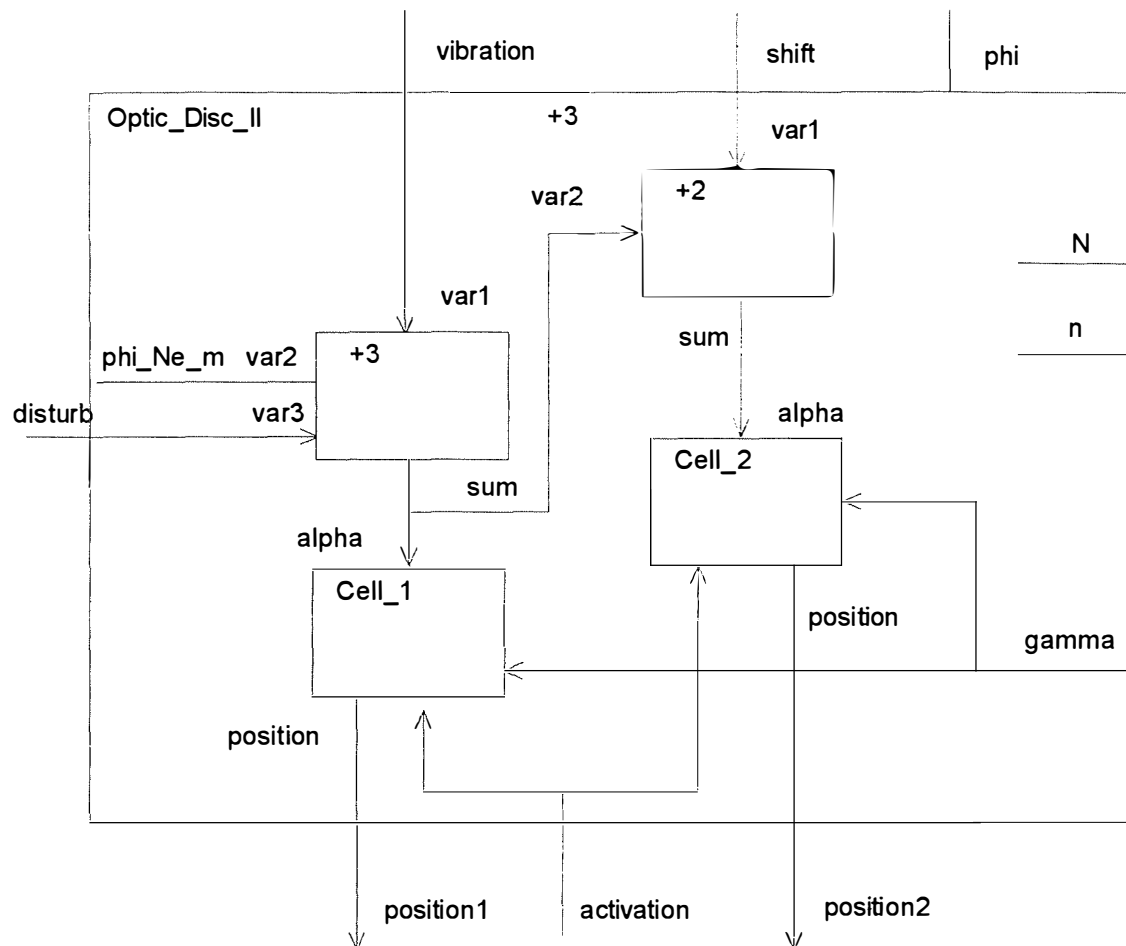 vibration
shift
phi
Optic_Disc_II
+3
var1
+2
var2
N
var1
sum
n
+3
phi_Ne_m
var2
disturb
var3
alpha
Cell_2
sum
alpha
Cell_1
position
gamma
position
position1
activation
position2